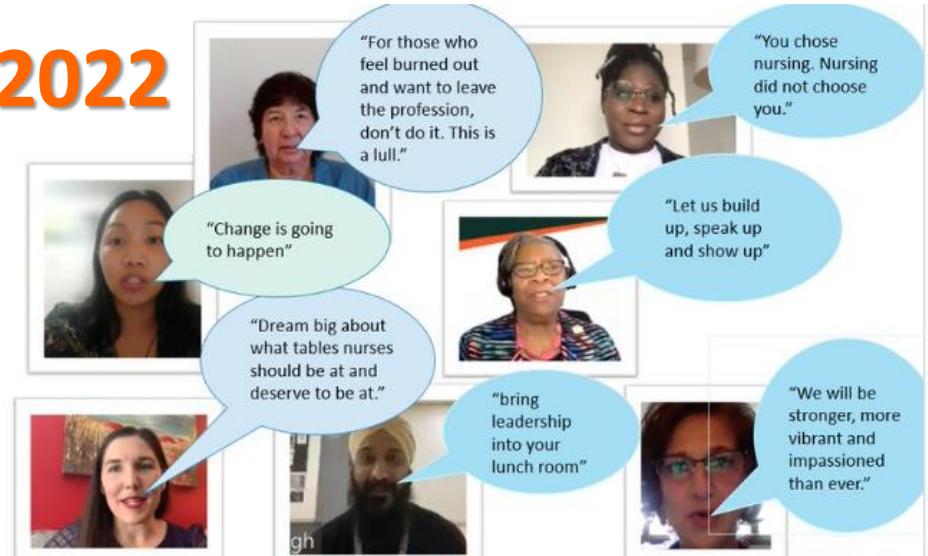 2022
“For those who
feel burned out
and want to leave
the profession,
don’t do it. This is
a lull.”
“You chose
nursing. Nursing
did not choose
you.”
“Change is going
to happen”
“Let us build
up, speak up
and show up”
“Dream big about
what tables nurses
should be at and
deserve to be at.”
“bring
leadership
into your
lunch room”
“We will be
stronger, more
vibrant and
impassioned
than ever.”
gh